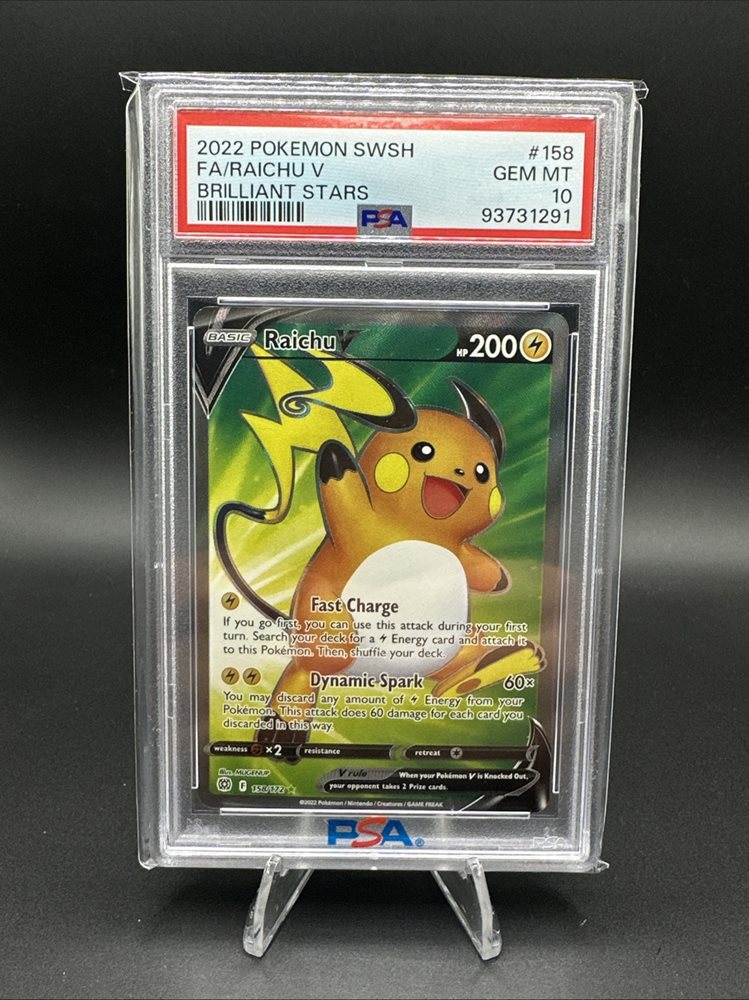 2022 POKEMON SWSH #158
FA/RAICHU V GEM MT
BRILLIANT STARS 10
PSA 93731291
BASIC Raichu V HP 200
Fast Charge
If you go first, you can use this attack during your first
turn. Search your deck for a Energy card and attach it
to this Pokémon. Then, shuffle your deck.
Dynamic Spark 60×
You may discard any amount of Energy from your
Pokémon. This attack does 60 damage for each card you
discarded in this way.
weakness ×2 resistance retreat
V rule When your Pokémon V is Knocked Out,
your opponent takes 2 Prize cards.
Illus. MUGENUP
F 158/172
©2022 Pokémon / Nintendo / Creatures / GAME FREAK
PSA®
PSA